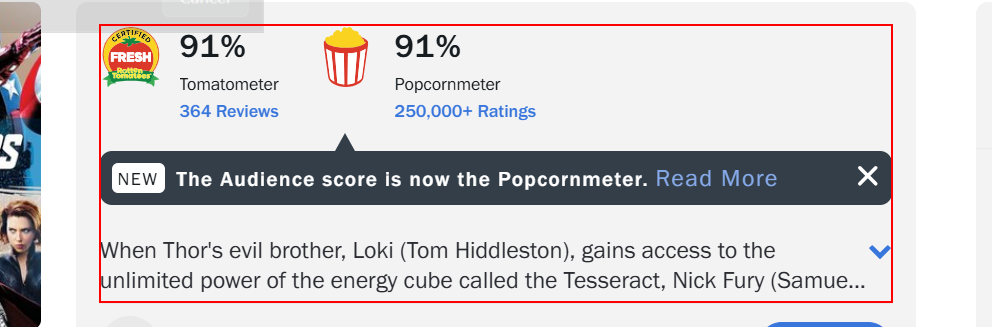 Cancel
CERTIFIED
FRESH
Rotten
Tomatoes
91%
Tomatometer
364 Reviews
91%
Popcornmeter
250,000+ Ratings
NEW The Audience score is now the Popcornmeter. Read More
When Thor's evil brother, Loki (Tom Hiddleston), gains access to the
unlimited power of the energy cube called the Tesseract, Nick Fury (Samue...